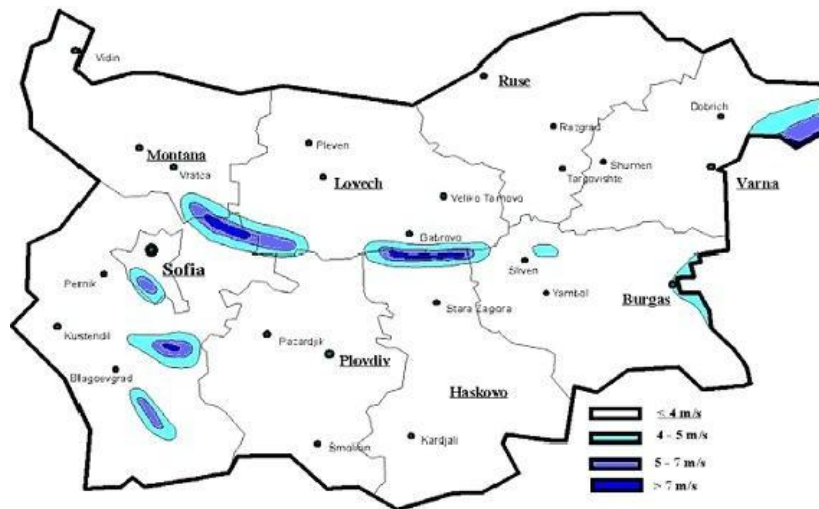 Vidin
Ruse
Dobrich
Razgrad
Montana
Pleven
Vratca
Lovech
Shumen
Targovishte
Varna
Veliko Tarnovo
Gabrovo
Sofia
Sliven
Pernik
Yambol
Burgas
Stara Zagora
Kustendil
Pazardjik
Plovdiv
Blagoevgrad
Haskovo
≤ 4 m/s
4 - 5 m/s
Kardjali
Smolian
5 - 7 m/s
> 7 m/s